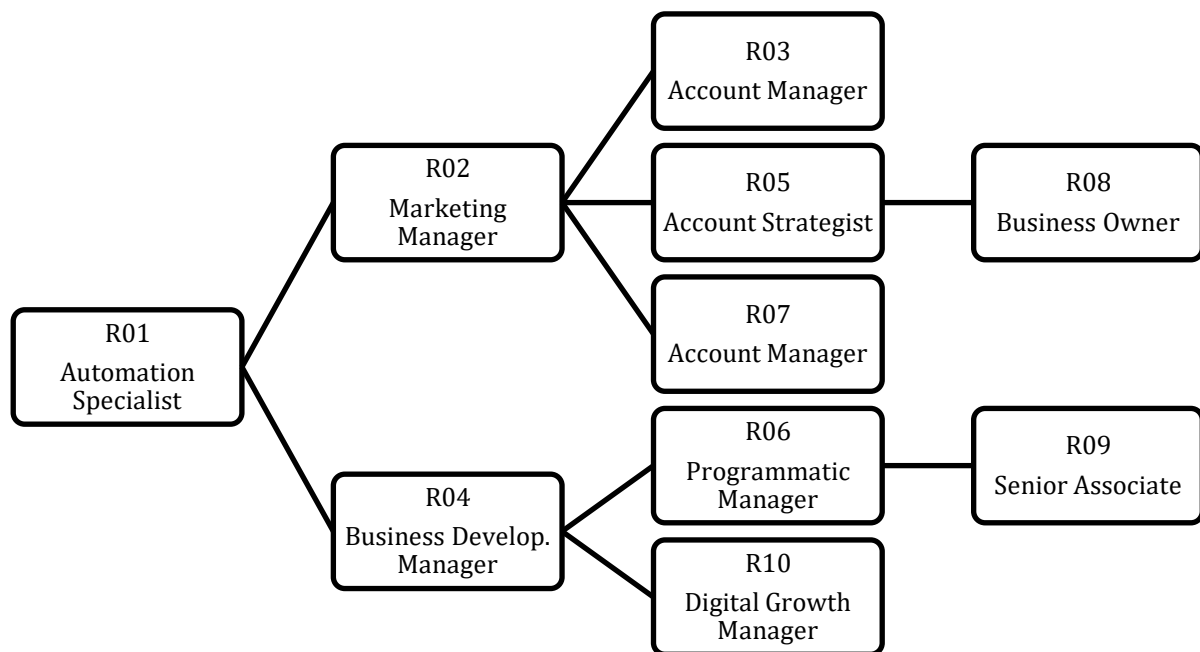 R03
Account Manager
R02
Marketing
Manager
R05
Account Strategist
R08
Business Owner
R07
Account Manager
R01
Automation
Specialist
R06
Programmatic
Manager
R09
Senior Associate
R04
Business Develop.
Manager
R10
Digital Growth
Manager